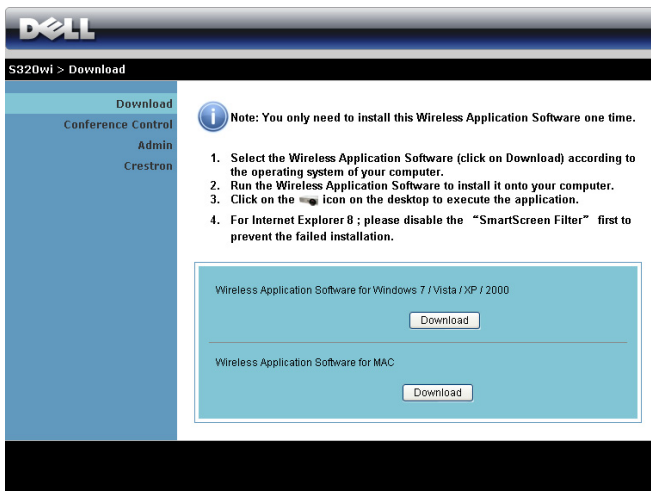 DELL
S320wi > Download
Download
Conference Control
Admin
Crestron
Note: You only need to install this Wireless Application Software one time.
1. Select the Wireless Application Software (click on Download) according to
the operating system of your computer.
2. Run the Wireless Application Software to install it onto your computer.
3. Click on the icon on the desktop to execute the application.
4. For Internet Explorer 8 ; please disable the “SmartScreen Filter” first to
prevent the failed installation.
Wireless Application Software for Windows 7 / Vista / XP / 2000
Download
Wireless Application Software for MAC
Download